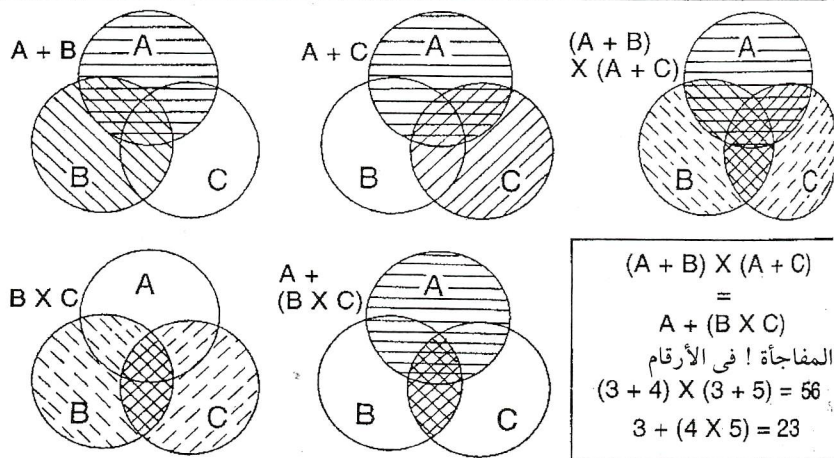 A + B
A
B
C
A + C
A
B
C
(A + B)
X (A + C)
A
B
C
B X C
A
B
C
A +
(B X C)
A
B
C
(A + B) X (A + C)
=
A + (B X C)
المفاجأة ! فى الأرقام
(3 + 4) X (3 + 5) = 56
3 + (4 X 5) = 23